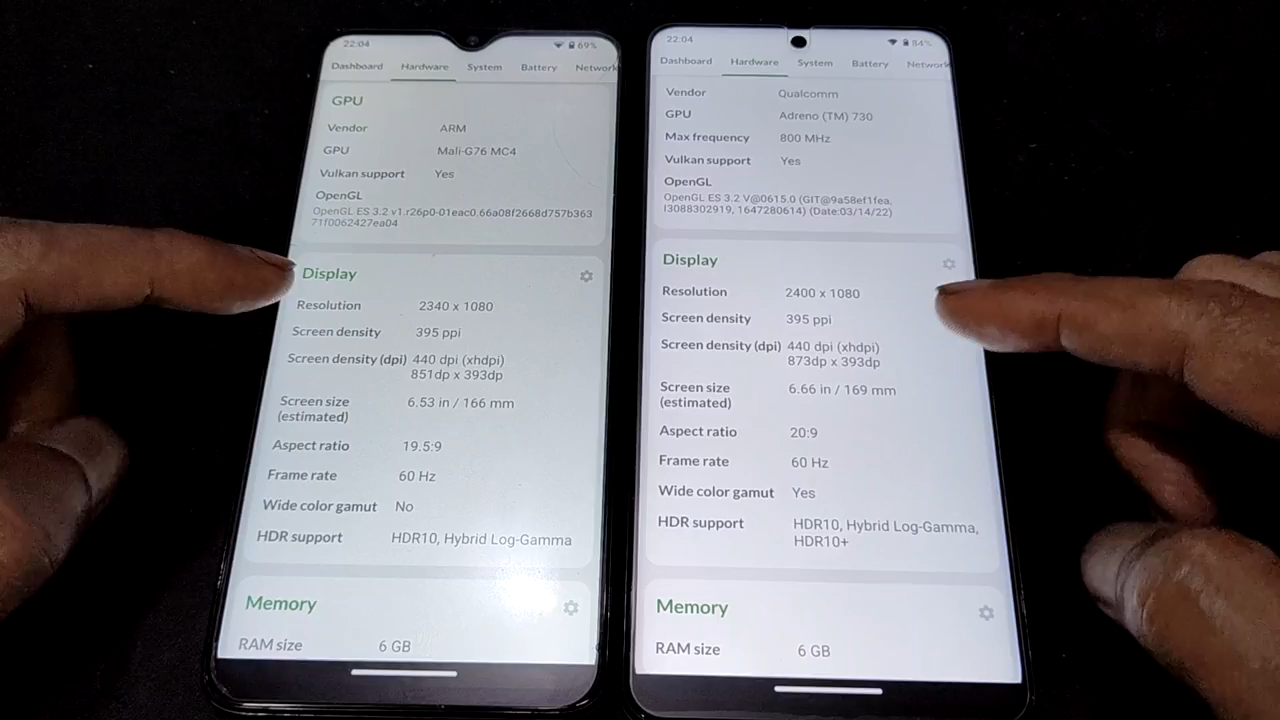 22:04
69%
Dashboard Hardware System Battery Network
GPU
Vendor ARM
GPU Mali-G76 MC4
Vulkan support Yes
OpenGL
OpenGL ES 3.2 v1.r26p0-01eac0.66a08f2668d757b363
71f0062427ea04
Display
Resolution 2340 x 1080
Screen density 395 ppi
Screen density (dpi) 440 dpi (xhdpi)
851dp x 393dp
Screen size 6.53 in / 166 mm
(estimated)
Aspect ratio 19.5:9
Frame rate 60 Hz
Wide color gamut No
HDR support HDR10, Hybrid Log-Gamma
Memory
RAM size 6 GB
22:04
84%
Dashboard Hardware System Battery Network
Vendor Qualcomm
GPU Adreno (TM) 730
Max frequency 800 MHz
Vulkan support Yes
OpenGL
OpenGL ES 3.2 V@0615.0 (GIT@9a58ef1fea,
I3088302919, 1647280614) (Date:03/14/22)
Display
Resolution 2400 x 1080
Screen density 395 ppi
Screen density (dpi) 440 dpi (xhdpi)
873dp x 393dp
Screen size 6.66 in / 169 mm
(estimated)
Aspect ratio 20:9
Frame rate 60 Hz
Wide color gamut Yes
HDR support HDR10, Hybrid Log-Gamma,
HDR10+
Memory
RAM size 6 GB